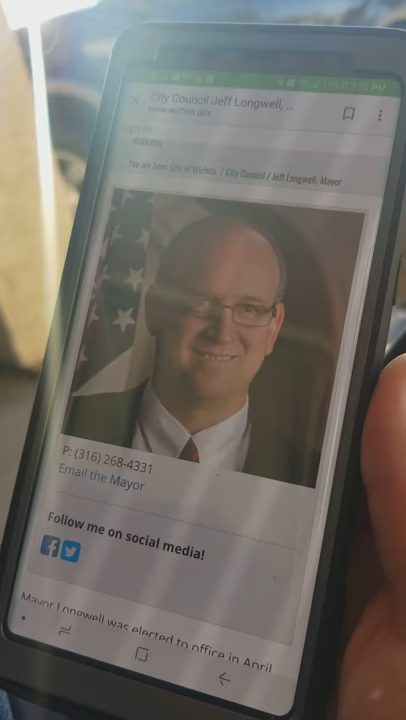 City Council Jeff Longwell, ...
www.wichita.gov
Address
You are here: City of Wichita / City Council / Jeff Longwell, Mayor
P: (316) 268-4331
Email the Mayor
Follow me on social media!
Mayor Longwell was elected to office in April